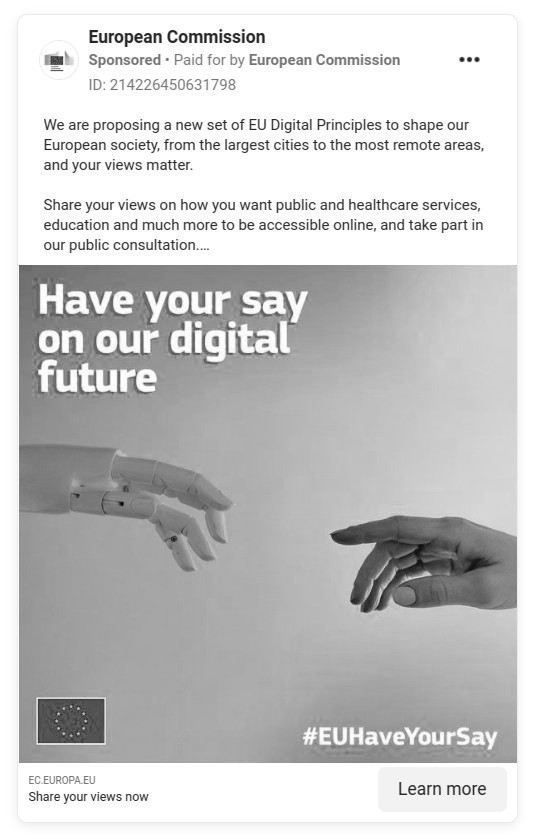 European Commission
Sponsored • Paid for by European Commission
ID: 214226450631798
We are proposing a new set of EU Digital Principles to shape our
European society, from the largest cities to the most remote areas,
and your views matter.
Share your views on how you want public and healthcare services,
education and much more to be accessible online, and take part in
our public consultation....
Have your say
on our digital
future
#EUHaveYourSay
EC.EUROPA.EU
Share your views now
Learn more